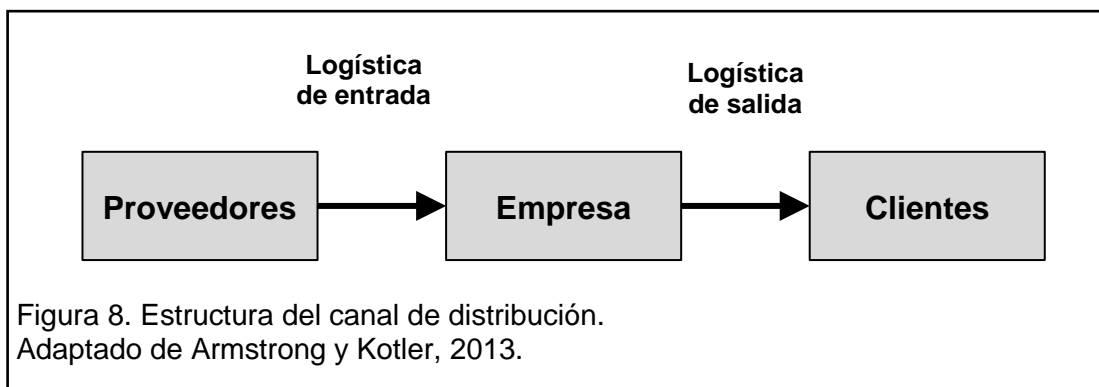 Logística
de entrada
Logística
de salida
Proveedores
Empresa
Clientes
Figura 8. Estructura del canal de distribución.
Adaptado de Armstrong y Kotler, 2013.